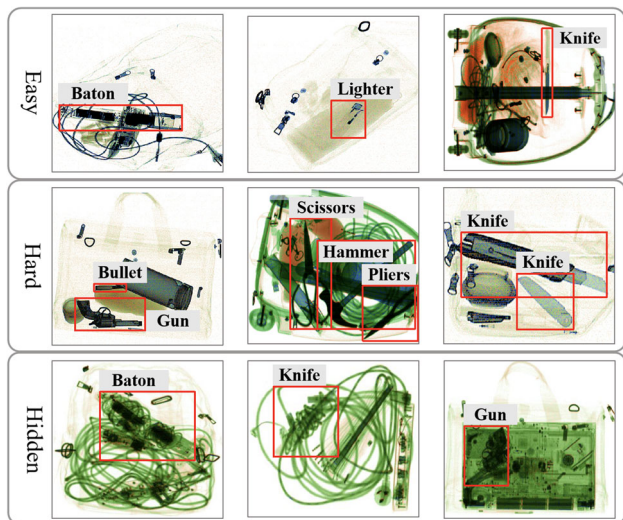 Easy
Baton
Lighter
Knife
Hard
Bullet
Gun
Scissors
Hammer
Pliers
Knife
Knife
Hidden
Baton
Knife
Gun